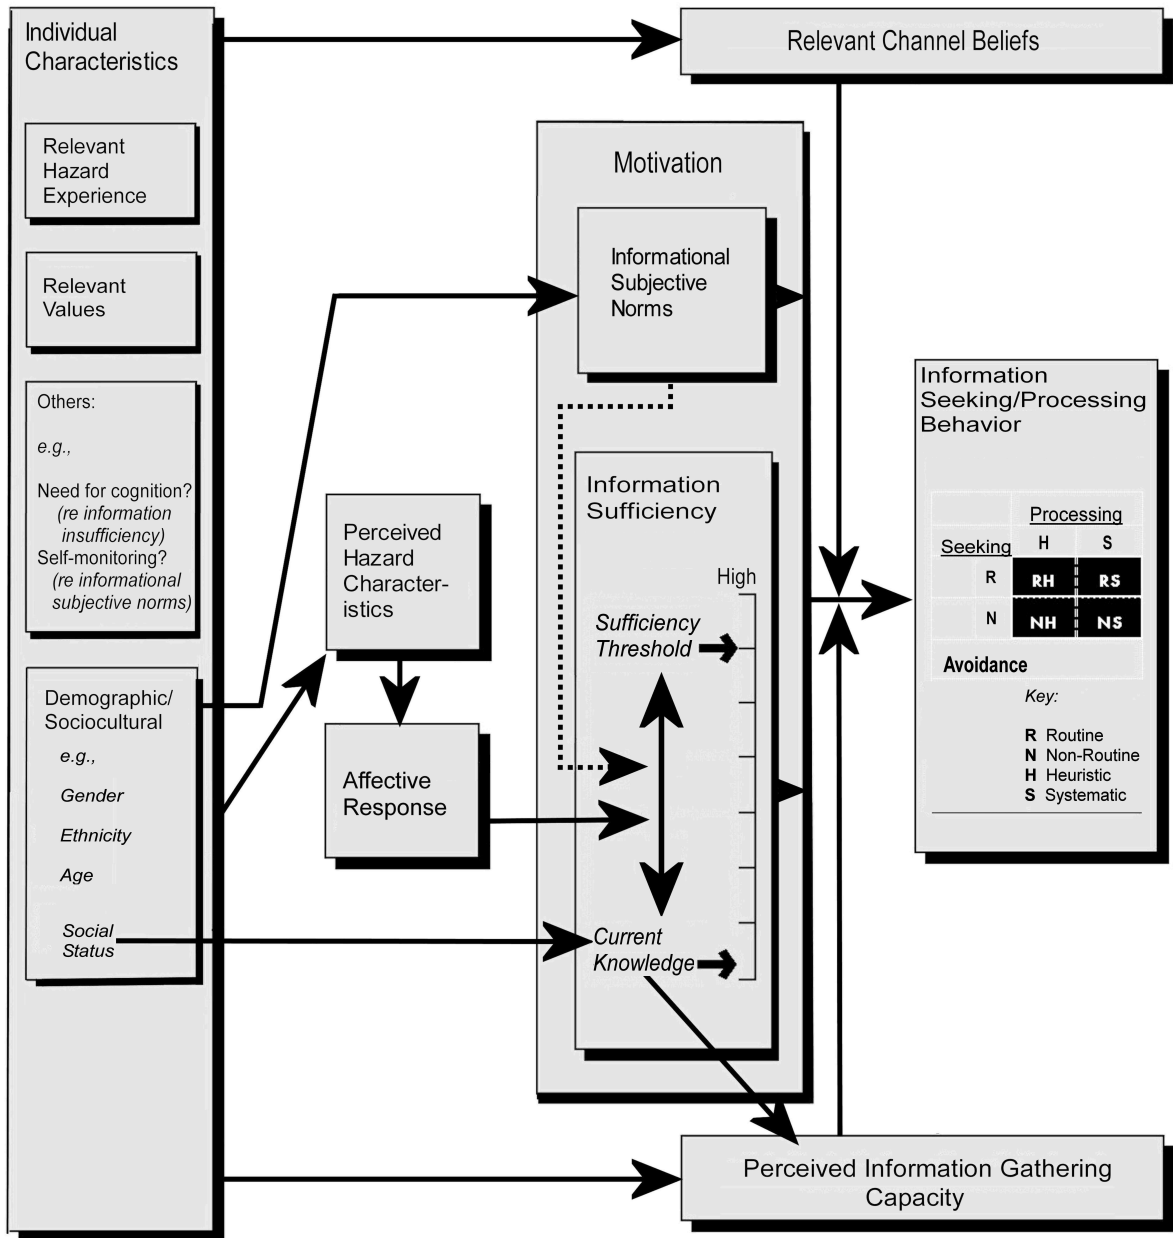 Individual
Characteristics
Relevant
Hazard
Experience
Relevant
Values
Others:
e.g.,
Need for cognition?
(re information
insufficiency)
Self-monitoring?
(re informational
subjective norms)
Demographic/
Sociocultural
e.g.,
Gender
Ethnicity
Age
Social
Status
Perceived
Hazard
Character-
istics
Affective
Response
Relevant Channel Beliefs
Motivation
Informational
Subjective
Norms
Information
Sufficiency
High
Sufficiency
Threshold
Current
Knowledge
Perceived Information Gathering
Capacity
Information
Seeking/Processing
Behavior
Processing
Seeking H S
R RH RS
N NH NS
Avoidance
Key:
R Routine
N Non-Routine
H Heuristic
S Systematic